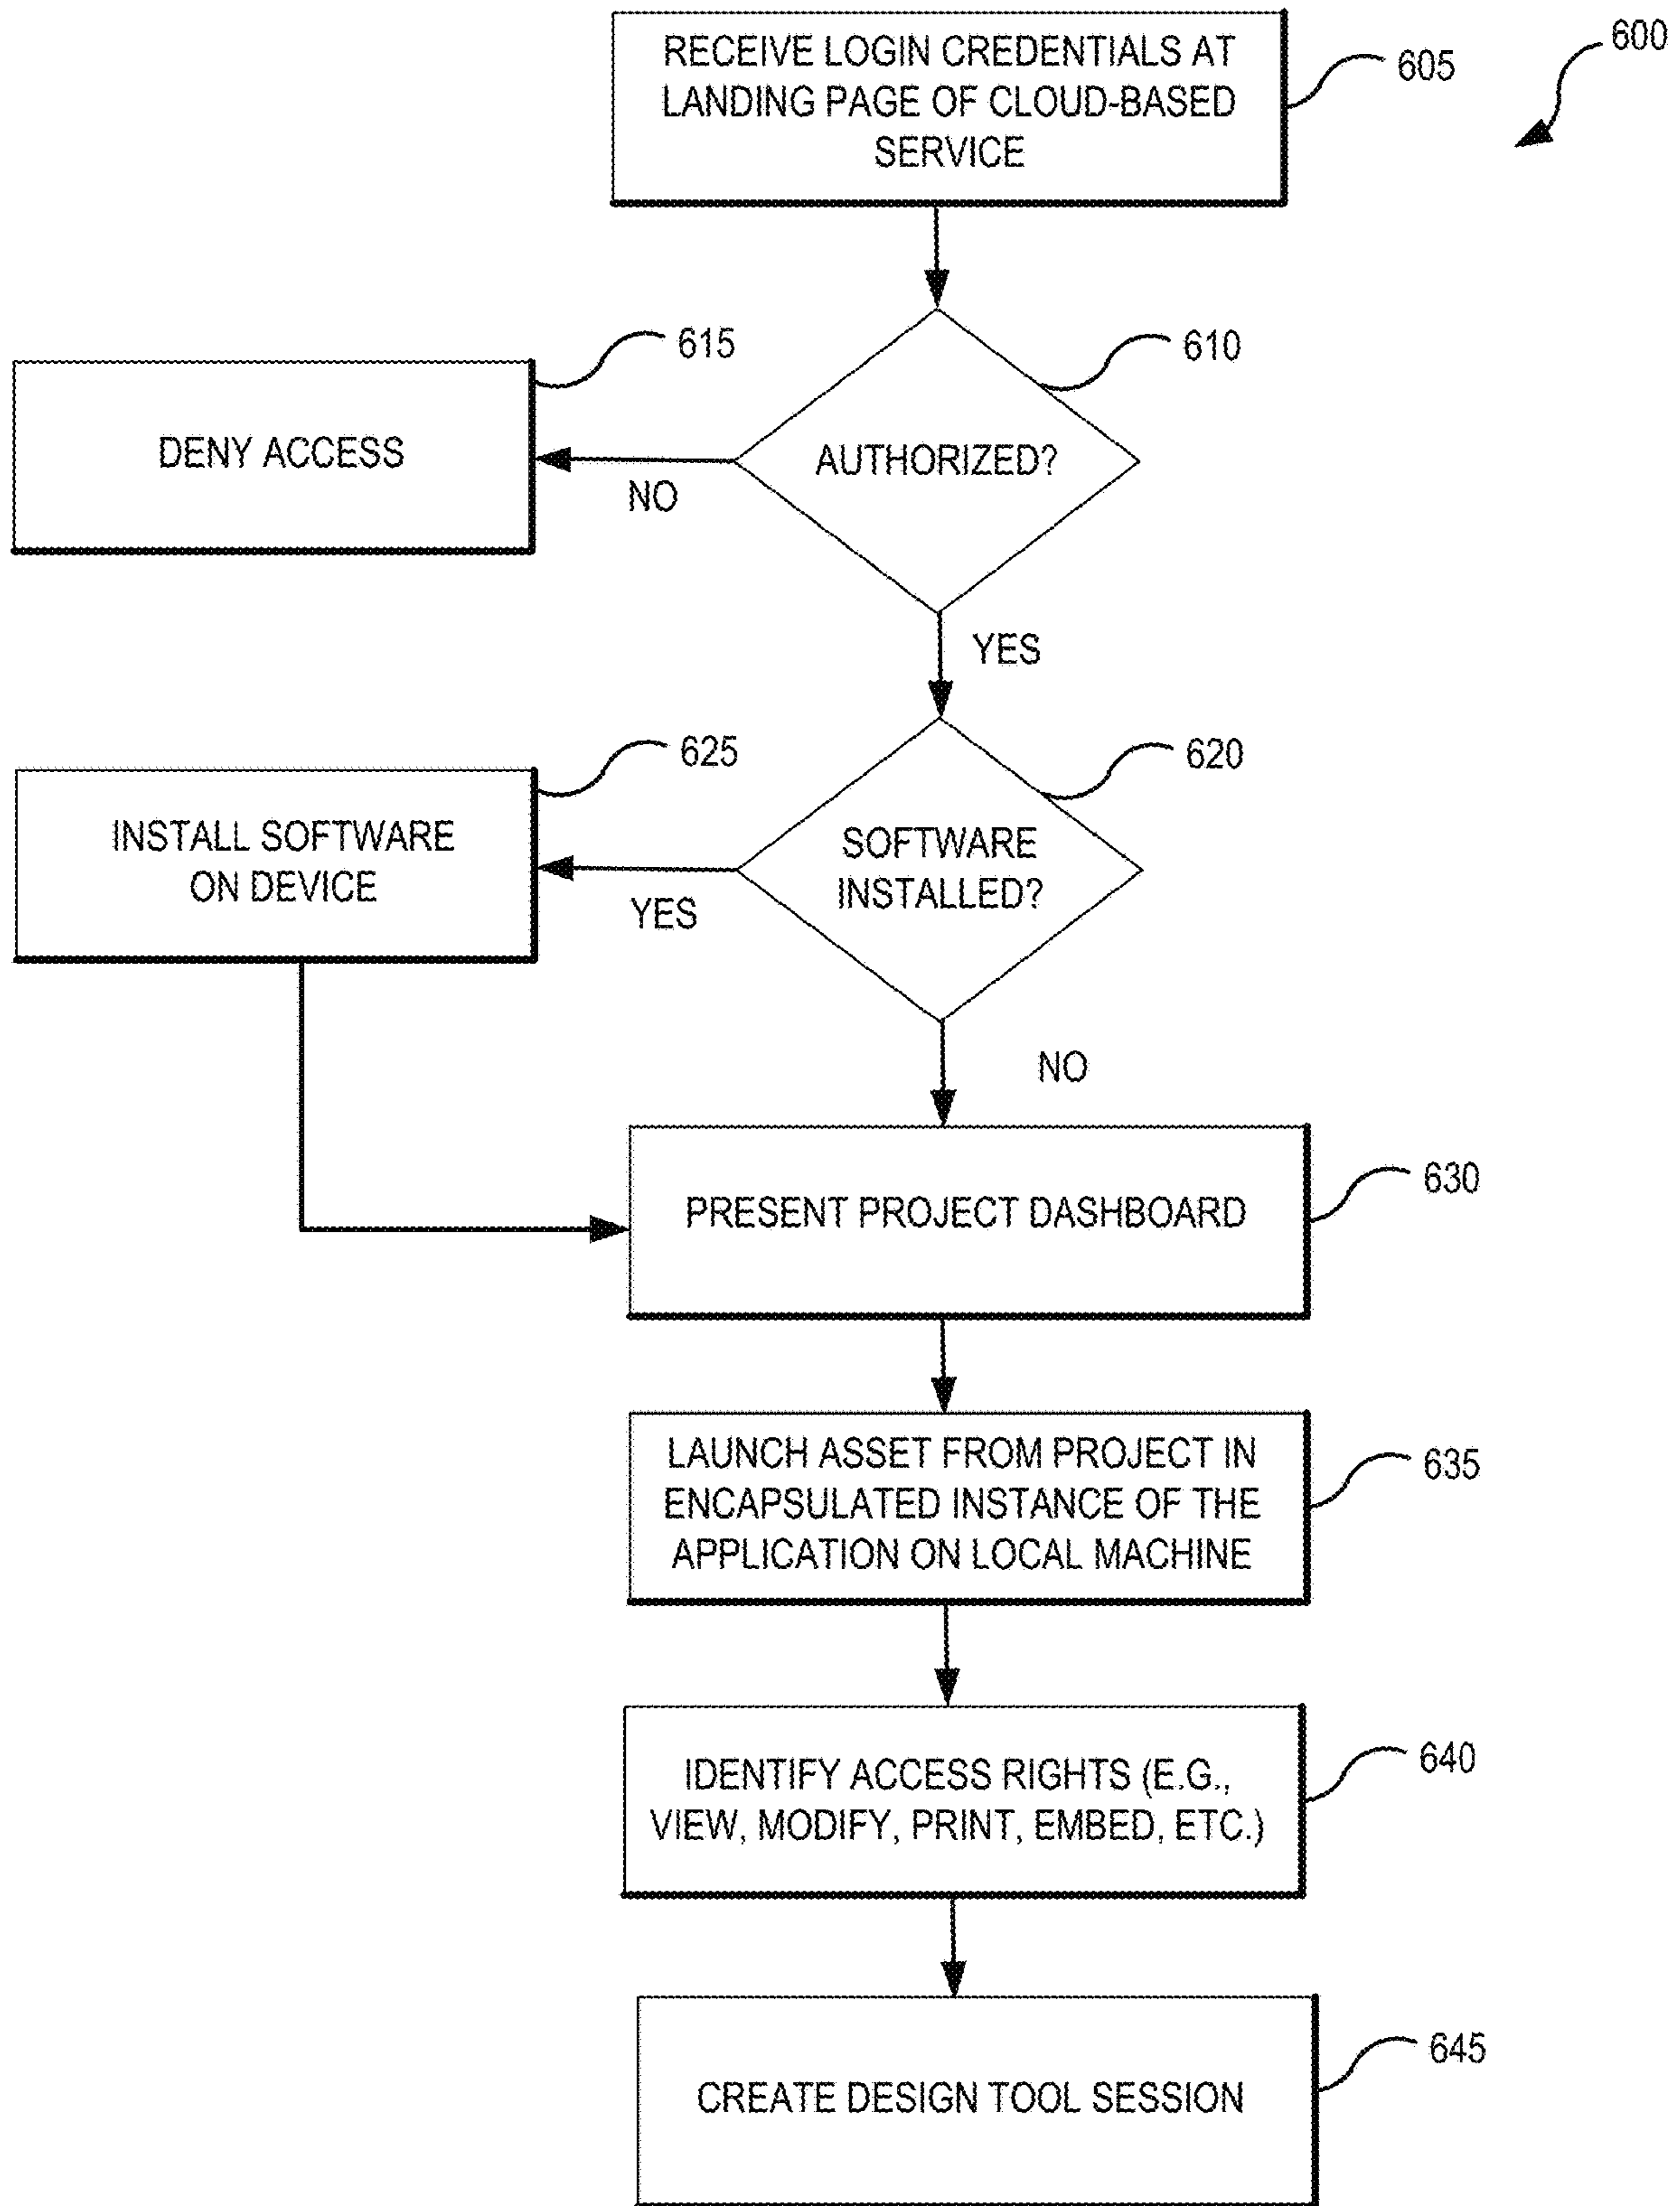 600
RECEIVE LOGIN CREDENTIALS AT
LANDING PAGE OF CLOUD-BASED
SERVICE
605
610
AUTHORIZED?
NO
615
DENY ACCESS
YES
620
SOFTWARE
INSTALLED?
YES
625
INSTALL SOFTWARE
ON DEVICE
NO
630
PRESENT PROJECT DASHBOARD
635
LAUNCH ASSET FROM PROJECT IN
ENCAPSULATED INSTANCE OF THE
APPLICATION ON LOCAL MACHINE
640
IDENTIFY ACCESS RIGHTS (E.G.,
VIEW, MODIFY, PRINT, EMBED, ETC.)
645
CREATE DESIGN TOOL SESSION